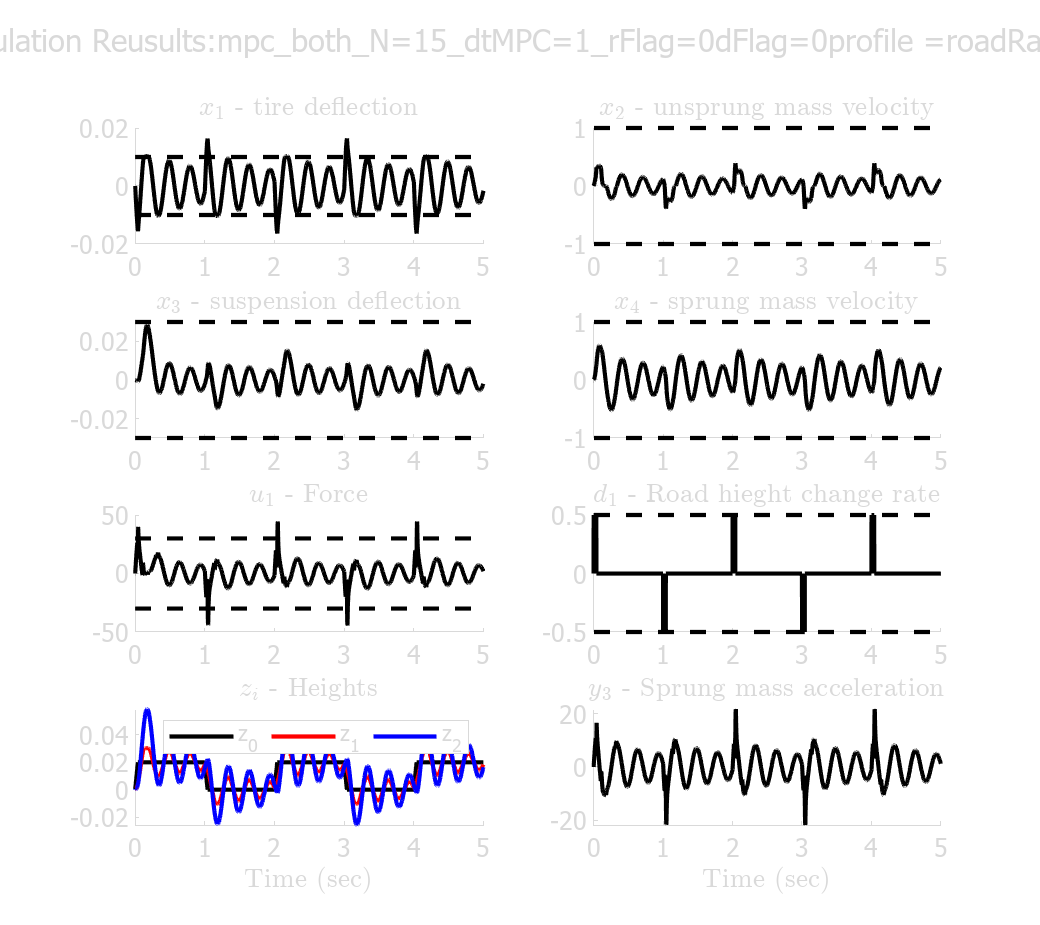 ulation Reusults:mpc_both_N=15_dtMPC=1_rFlag=0dFlag=0profile =roadRa
x₁ - tire deflection
0.02
0
-0.02
0 1 2 3 4 5
x₂ - unsprung mass velocity
1
0
-1
0 1 2 3 4 5
x₃ - suspension deflection
0.02
0
-0.02
0 1 2 3 4 5
x₄ - sprung mass velocity
1
0
-1
0 1 2 3 4 5
u₁ - Force
50
0
-50
0 1 2 3 4 5
d₁ - Road hieght change rate
0.5
0
-0.5
0 1 2 3 4 5
zᵢ - Heights
z₀ z₁ z₂
0.04
0.02
0
-0.02
0 1 2 3 4 5
Time (sec)
y₃ - Sprung mass acceleration
20
0
-20
0 1 2 3 4 5
Time (sec)